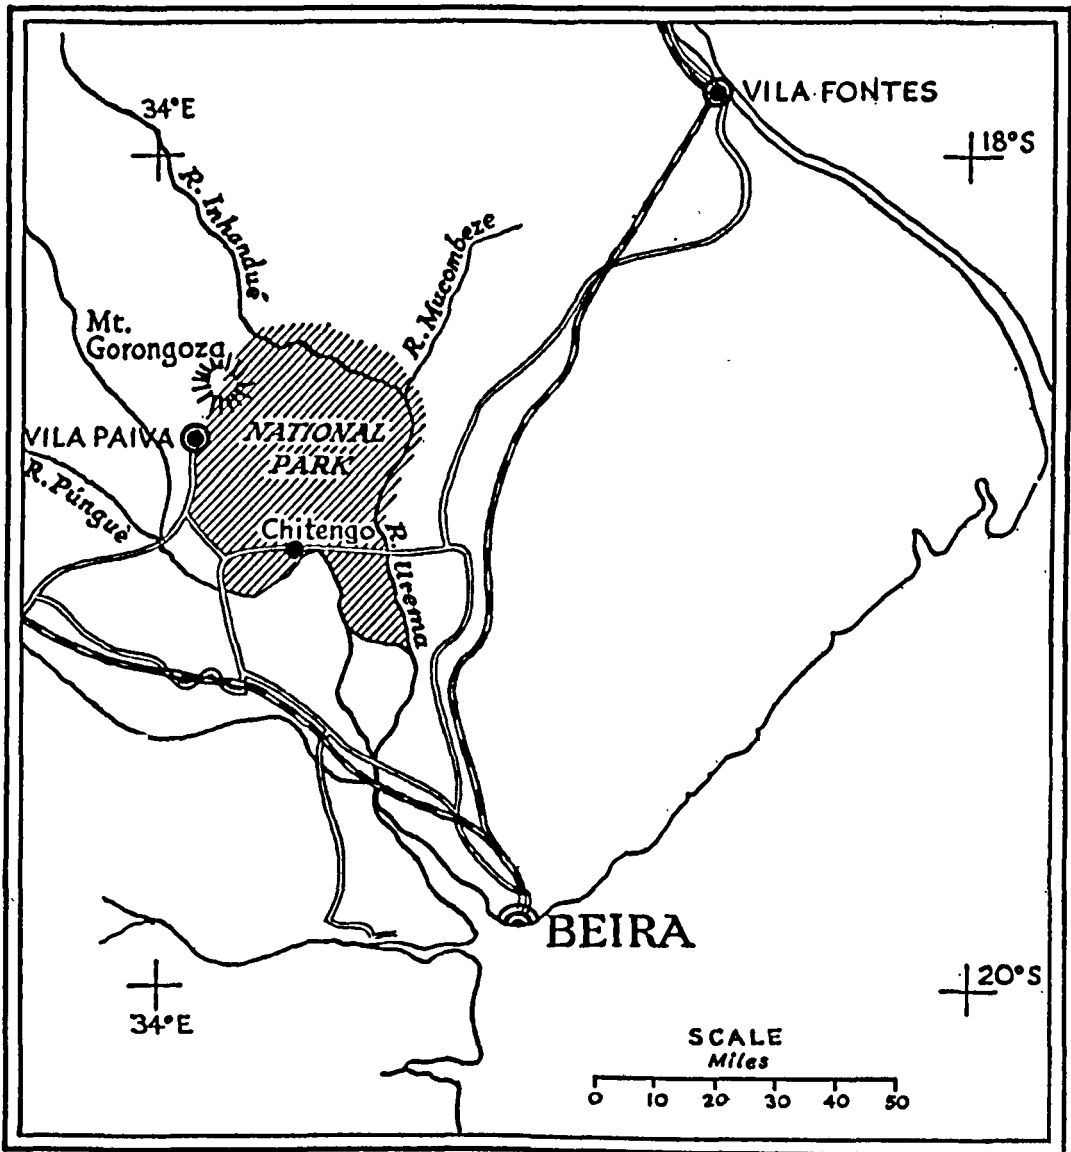 VILA FONTES
34°E
18°S
R. Inhandué
R. Mucombeze
Mt.
Gorongoza
VILA PAIVA
NATIONAL
PARK
R. Púnguè
Chitengo
R. Urema
BEIRA
20°S
34°E
SCALE
Miles
0 10 20 30 40 50